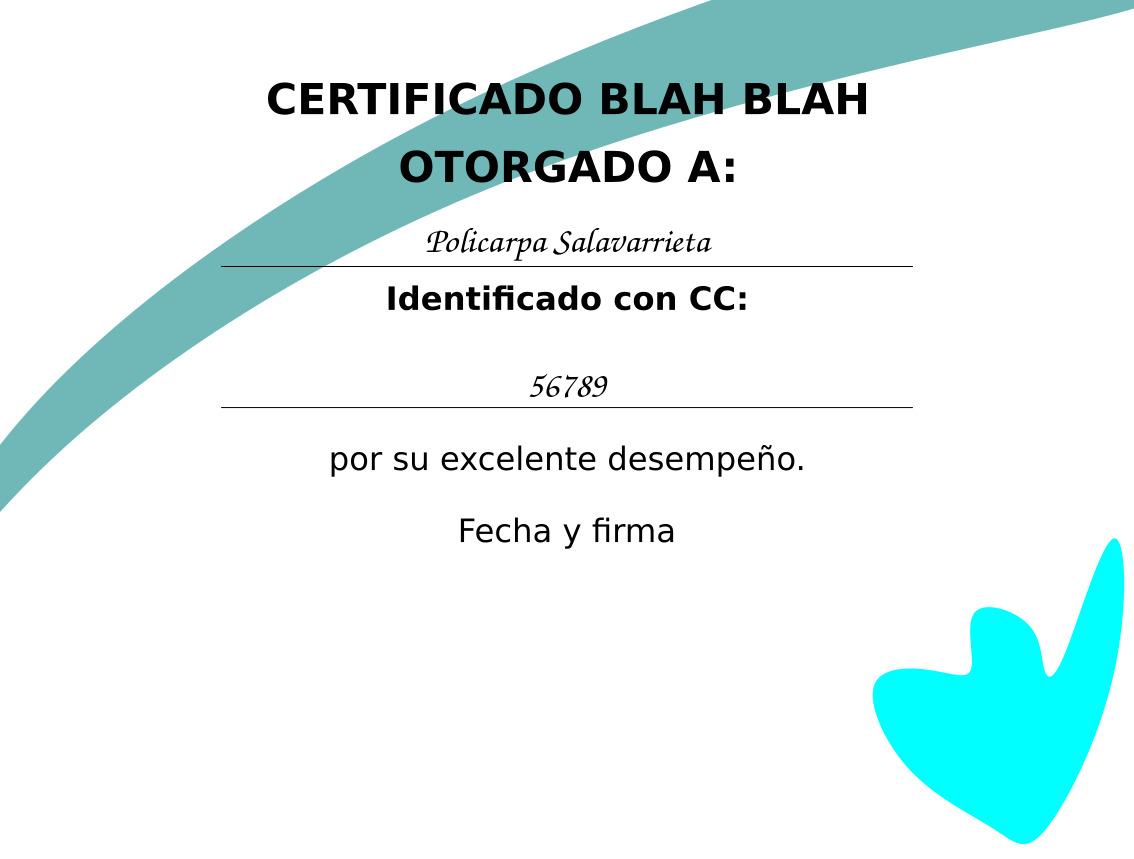 CERTIFICADO BLAH BLAH
OTORGADO A:
Policarpa Salavarrieta
Identificado con CC:
56789
por su excelente desempeño.
Fecha y firma